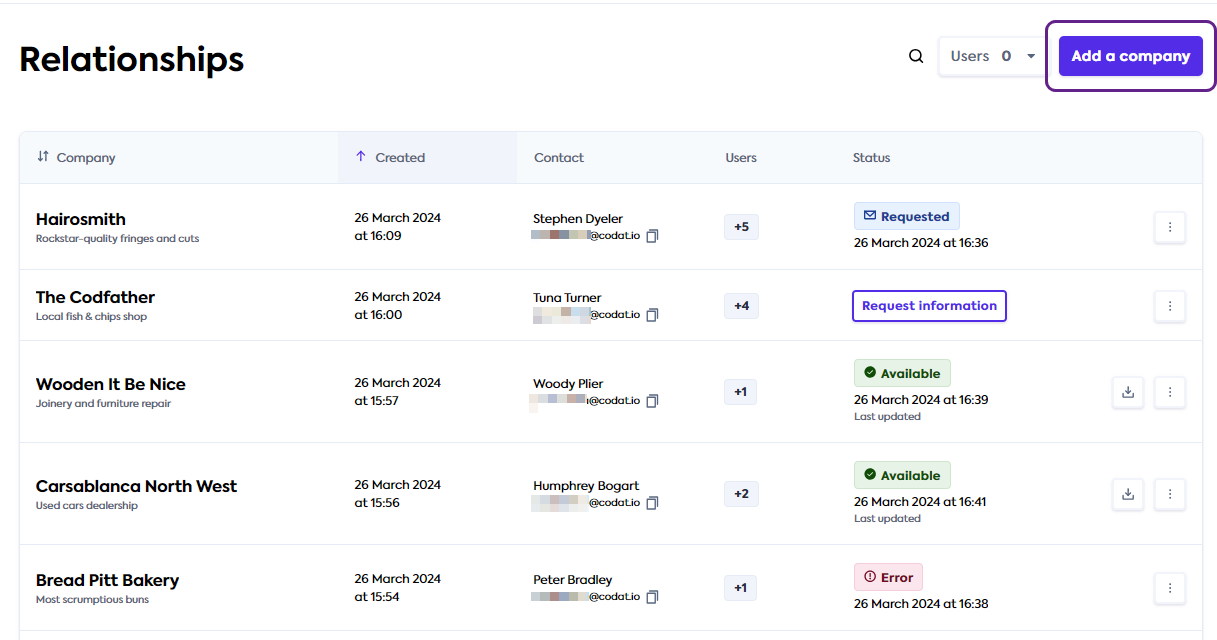 Relationships
Users 0
Add a company
Company Created Contact Users Status
Hairosmith
Rockstar-quality fringes and cuts
26 March 2024
at 16:09
Stephen Dyeler
@codat.io
+5
Requested
26 March 2024 at 16:36
The Codfather
Local fish & chips shop
26 March 2024
at 16:00
Tuna Turner
@codat.io
+4
Request information
Wooden It Be Nice
Joinery and furniture repair
26 March 2024
at 15:57
Woody Plier
@codat.io
+1
Available
26 March 2024 at 16:39
Last updated
Carsablanca North West
Used cars dealership
26 March 2024
at 15:56
Humphrey Bogart
@codat.io
+2
Available
26 March 2024 at 16:41
Last updated
Bread Pitt Bakery
Most scrumptious buns
26 March 2024
at 15:54
Peter Bradley
@codat.io
+1
Error
26 March 2024 at 16:38